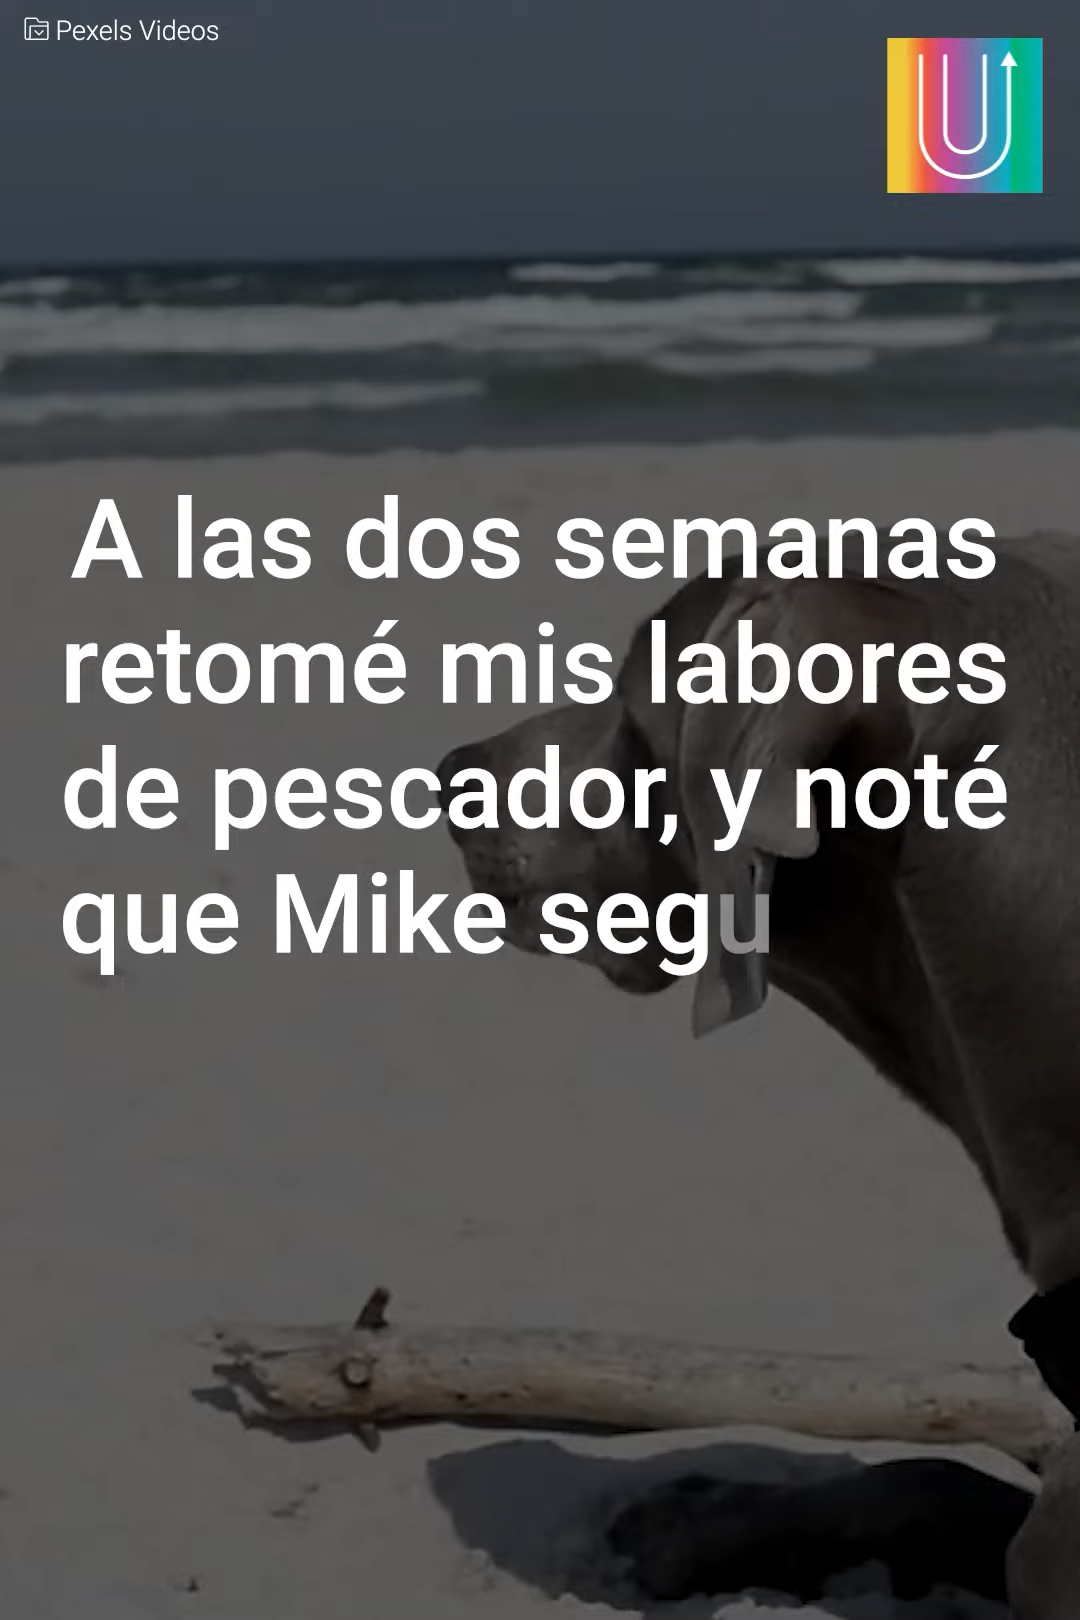 Pexels Videos
A las dos semanas
retomé mis labores
de pescador, y noté
que Mike segu